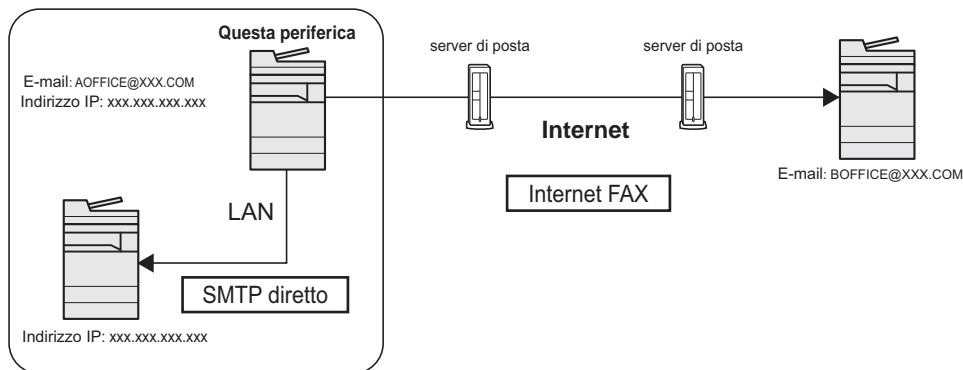 Questa periferica
server di posta
server di posta
E-mail: AOFFICE@XXX.COM
Indirizzo IP: xxx.xxx.xxx.xxx
Internet
E-mail: BOFFICE@XXX.COM
Internet FAX
LAN
SMTP diretto
Indirizzo IP: xxx.xxx.xxx.xxx